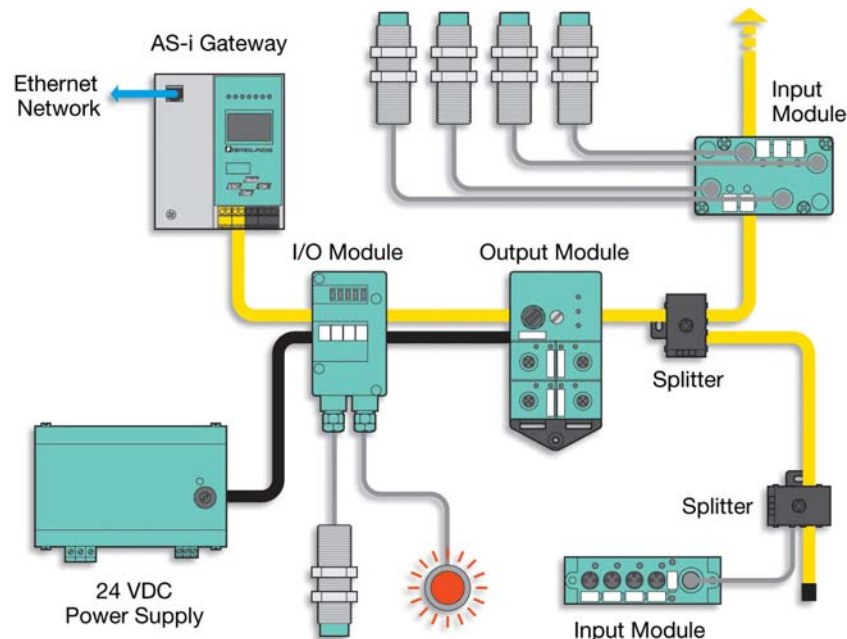 AS-i Gateway
Ethernet
Network
Input
Module
I/O Module
Output Module
Splitter
Splitter
24 VDC
Power Supply
Input Module